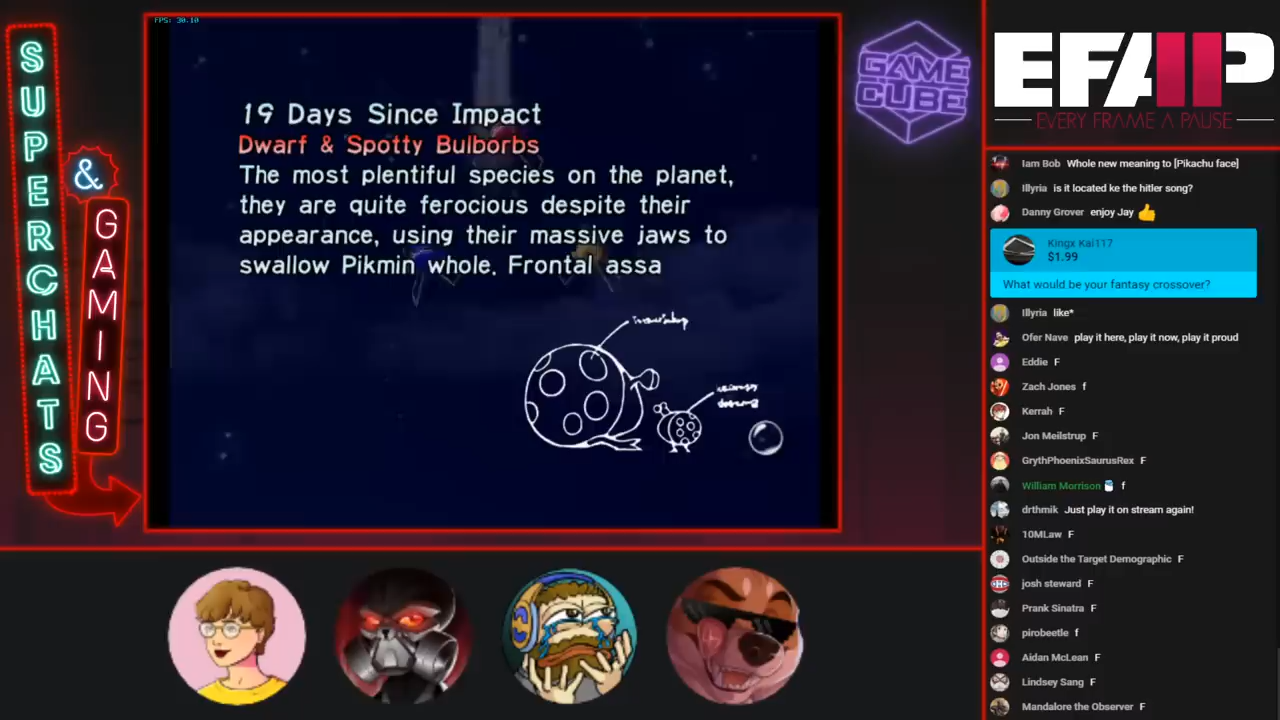 SUPERCHATS
&
GAMING
FPS: 30.10
19 Days Since Impact
Dwarf & Spotty Bulborbs
The most plentiful species on the planet,
they are quite ferocious despite their
appearance, using their massive jaws to
swallow Pikmin whole. Frontal assa
GAME
CUBE
EFAP
EVERY FRAME A PAUSE
Iam Bob Whole new meaning to [Pikachu face]
Illyria is it located ke the hitler song?
Danny Grover enjoy Jay 👍
Kingx Kai117
$1.99
What would be your fantasy crossover?
Illyria like*
Ofer Nave play it here, play it now, play it proud
Eddie F
Zach Jones f
Kerrah F
Jon Meilstrup F
GrythPhoenixSaurusRex F
William Morrison f
drthmik Just play it on stream again!
10MLaw F
Outside the Target Demographic F
josh steward F
Prank Sinatra F
pirobeetle f
Aidan McLean F
Lindsey Sang F
Mandalore the Observer F